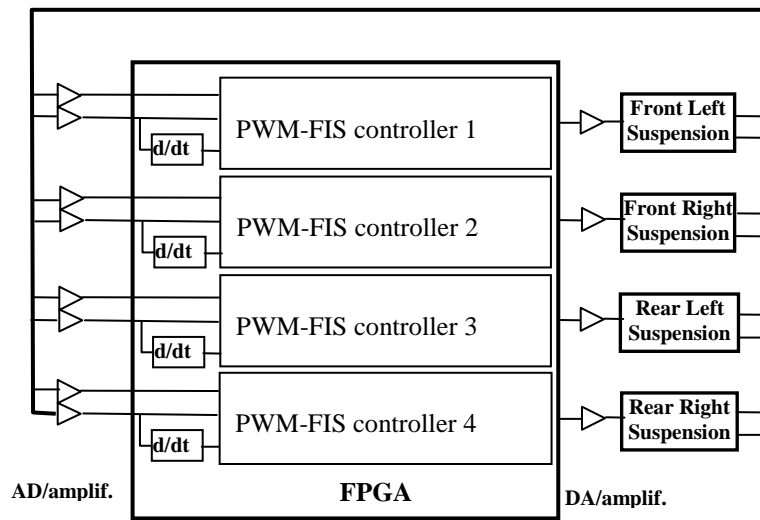 PWM-FIS controller 1
d/dt
Front Left
Suspension
PWM-FIS controller 2
d/dt
Front Right
Suspension
PWM-FIS controller 3
d/dt
Rear Left
Suspension
PWM-FIS controller 4
d/dt
Rear Right
Suspension
AD/amplif.
FPGA
DA/amplif.